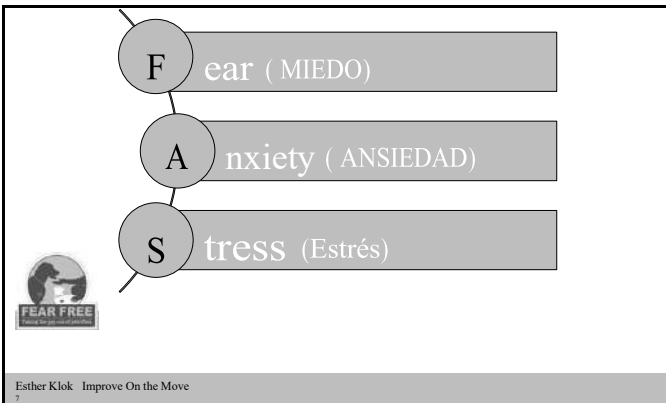 F ear ( MIEDO)
A nxiety ( ANSIEDAD)
S tress (Estrés)
FEAR FREE
Esther Klok Improve On the Move
7